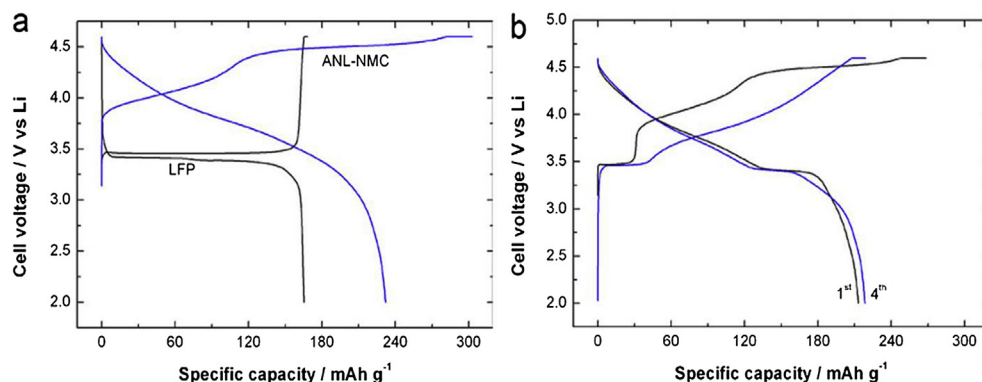 a
Cell voltage / V vs Li
4.5
4.0
3.5
3.0
2.5
2.0
ANL-NMC
LFP
0 60 120 180 240 300
Specific capacity / mAh g⁻¹
b
Cell voltage / V vs Li
5.0
4.5
4.0
3.5
3.0
2.5
2.0
1ˢᵗ 4ᵗʰ
0 60 120 180 240 300
Specific capacity / mAh g⁻¹